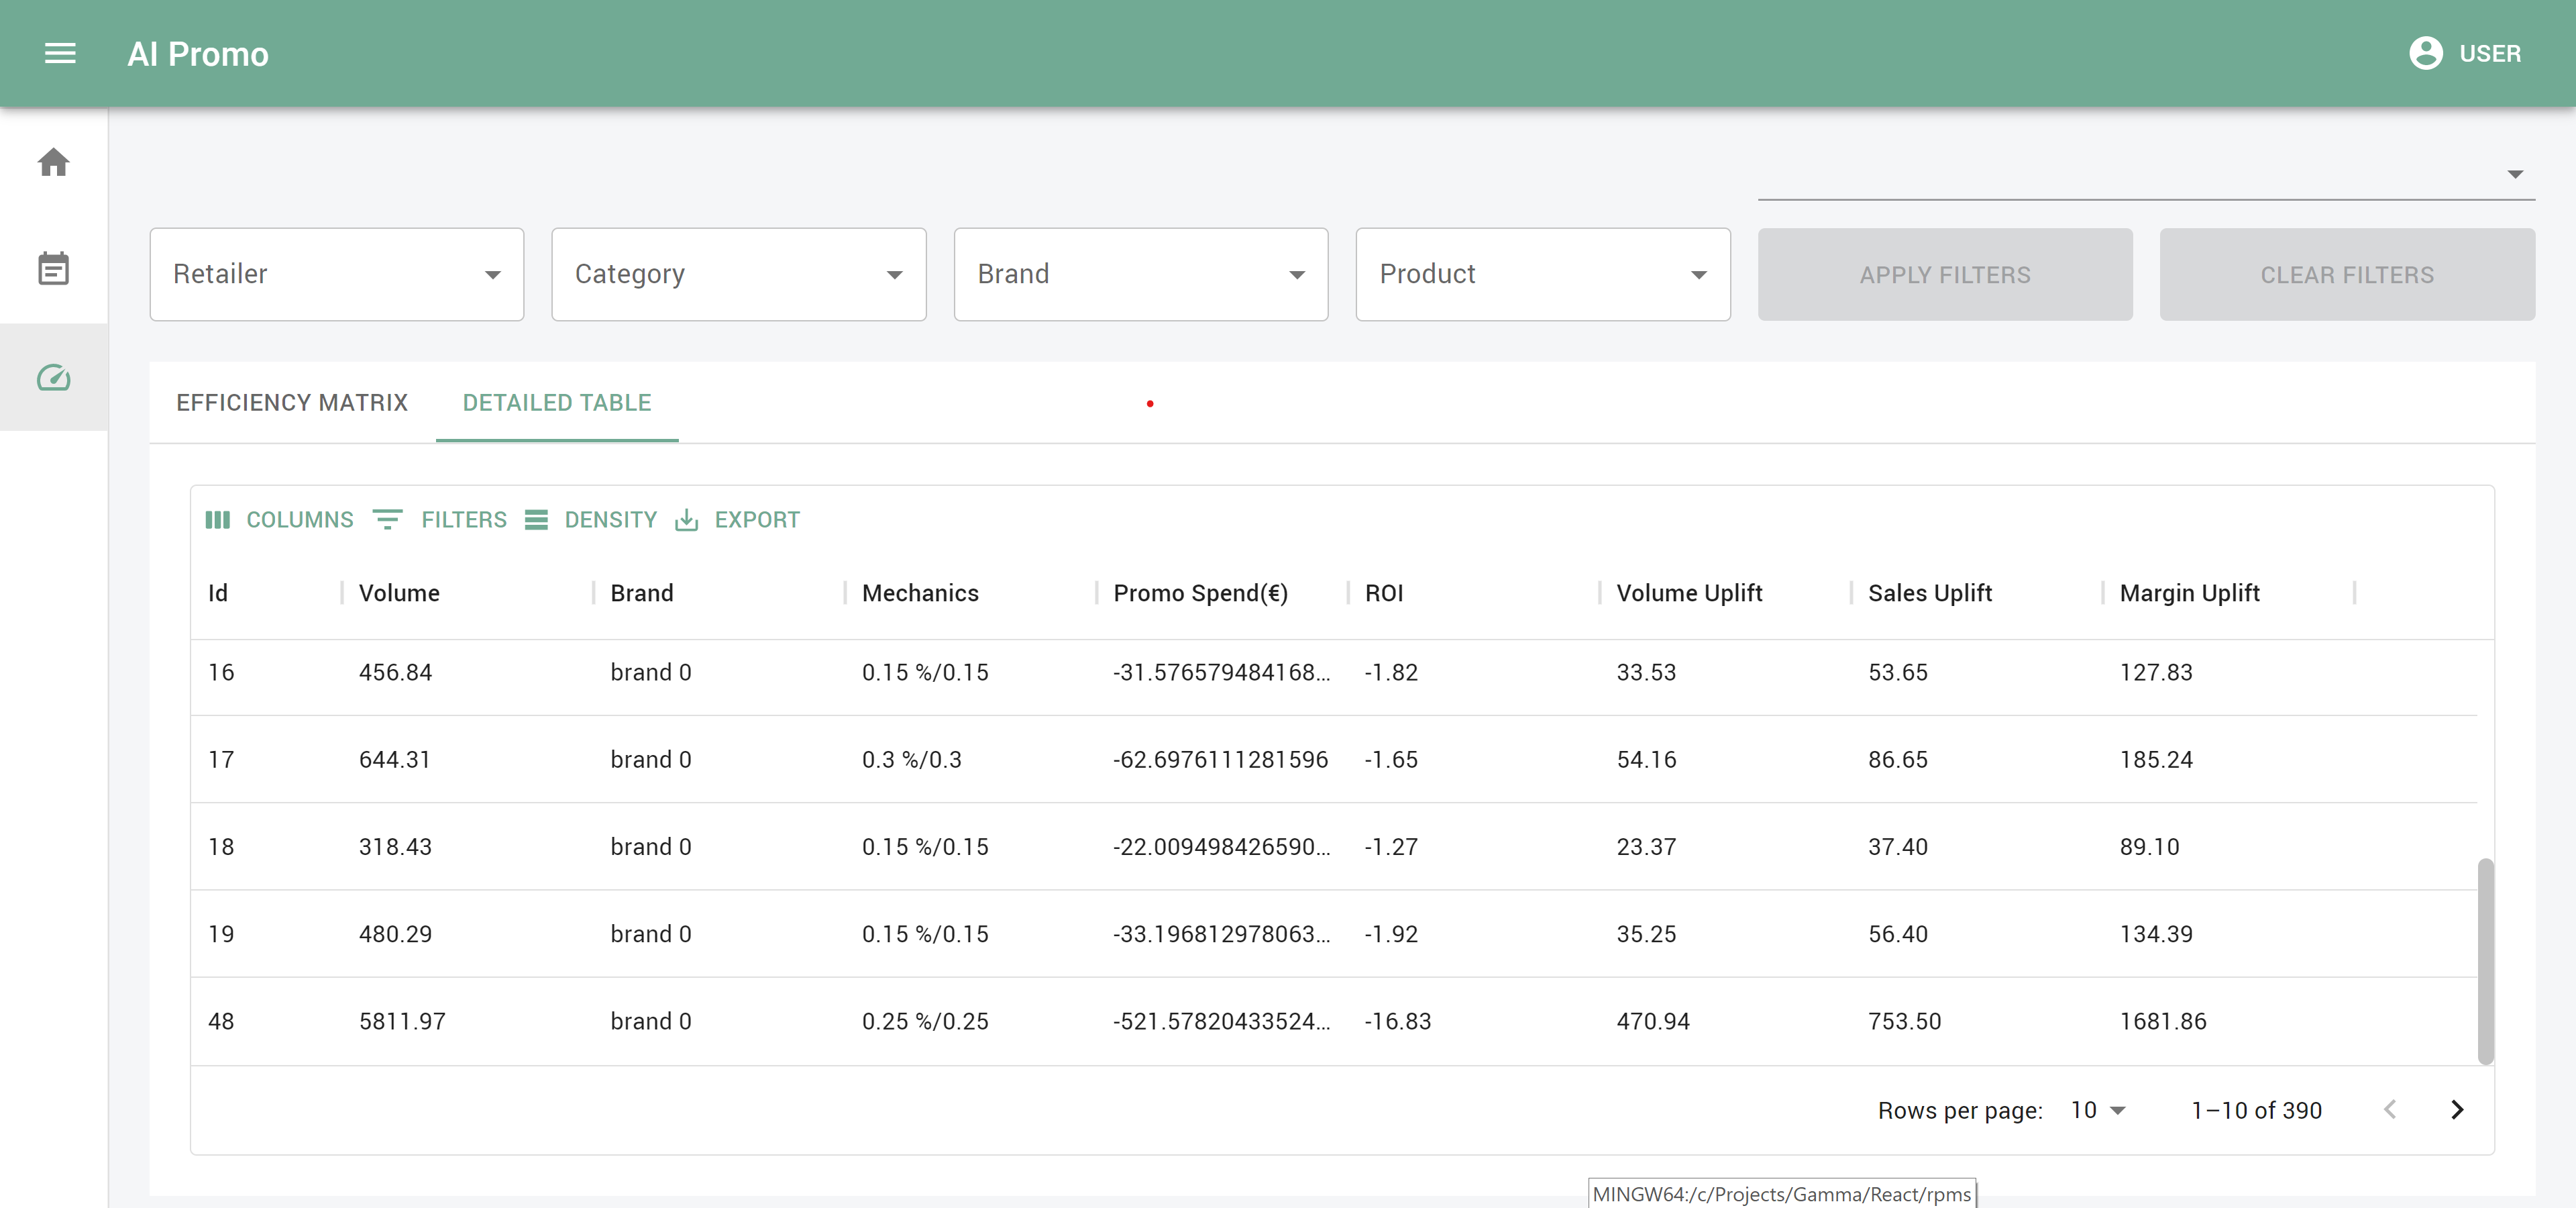 AI Promo USER
Retailer Category Brand Product APPLY FILTERS CLEAR FILTERS
EFFICIENCY MATRIX DETAILED TABLE
COLUMNS FILTERS DENSITY EXPORT
Id Volume Brand Mechanics Promo Spend(€) ROI Volume Uplift Sales Uplift Margin Uplift
16 456.84 brand 0 0.15 %/0.15 -31.576579484168... -1.82 33.53 53.65 127.83
17 644.31 brand 0 0.3 %/0.3 -62.6976111281596 -1.65 54.16 86.65 185.24
18 318.43 brand 0 0.15 %/0.15 -22.009498426590... -1.27 23.37 37.40 89.10
19 480.29 brand 0 0.15 %/0.15 -33.196812978063... -1.92 35.25 56.40 134.39
48 5811.97 brand 0 0.25 %/0.25 -521.57820433524... -16.83 470.94 753.50 1681.86
Rows per page: 10 1–10 of 390
MINGW64:/c/Projects/Gamma/React/rpms